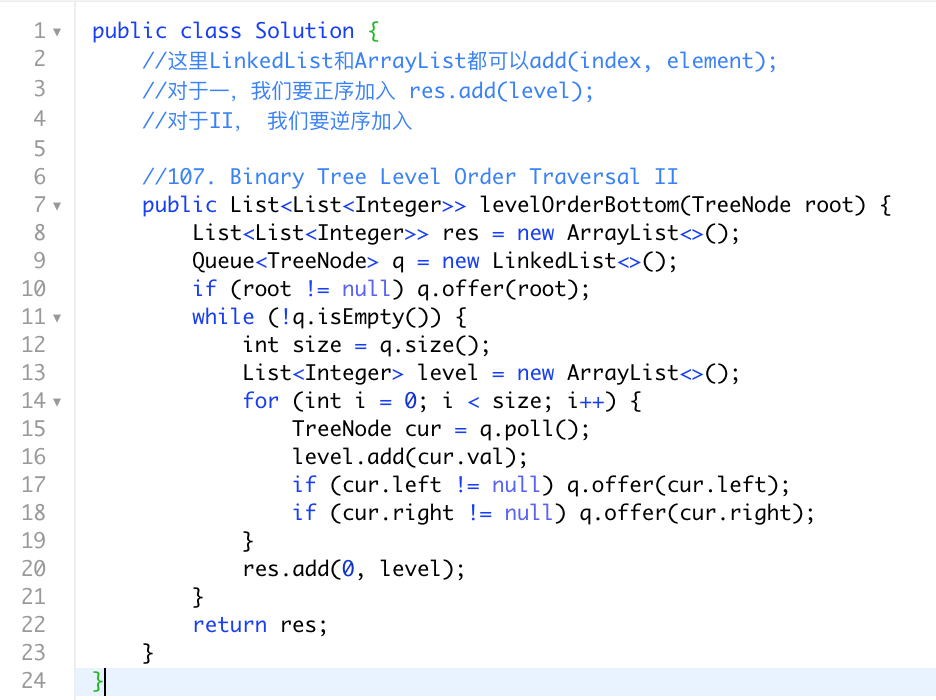 1 public class Solution {
2 //这里LinkedList和ArrayList都可以add(index, element);
3 //对于一，我们要正序加入 res.add(level);
4 //对于II， 我们要逆序加入
5
6 //107. Binary Tree Level Order Traversal II
7 public List<List<Integer>> levelOrderBottom(TreeNode root) {
8 List<List<Integer>> res = new ArrayList<>();
9 Queue<TreeNode> q = new LinkedList<>();
10 if (root != null) q.offer(root);
11 while (!q.isEmpty()) {
12 int size = q.size();
13 List<Integer> level = new ArrayList<>();
14 for (int i = 0; i < size; i++) {
15 TreeNode cur = q.poll();
16 level.add(cur.val);
17 if (cur.left != null) q.offer(cur.left);
18 if (cur.right != null) q.offer(cur.right);
19 }
20 res.add(0, level);
21 }
22 return res;
23 }
24 }